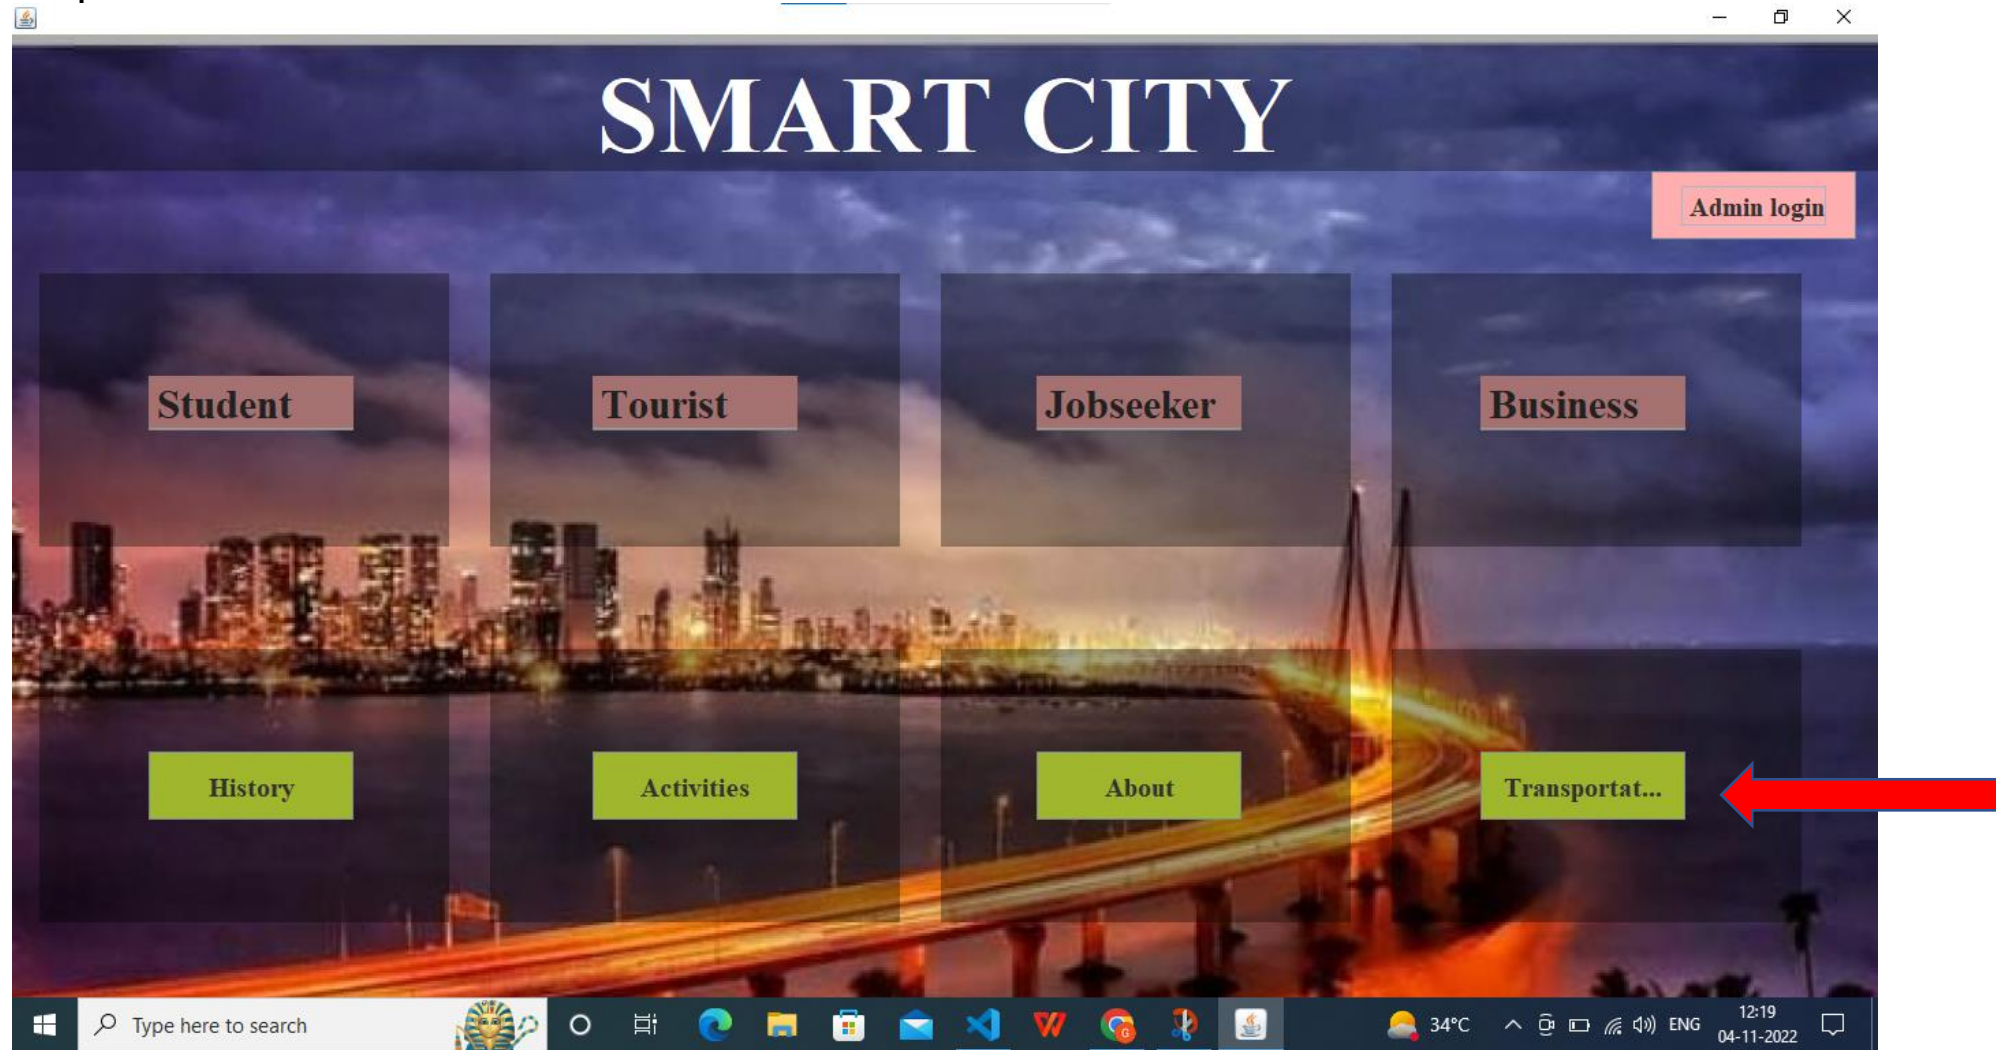 SMART CITY
Admin login
Student
Tourist
Jobseeker
Business
History
Activities
About
Transportat...
Type here to search
34°C
ENG
12:19
04-11-2022